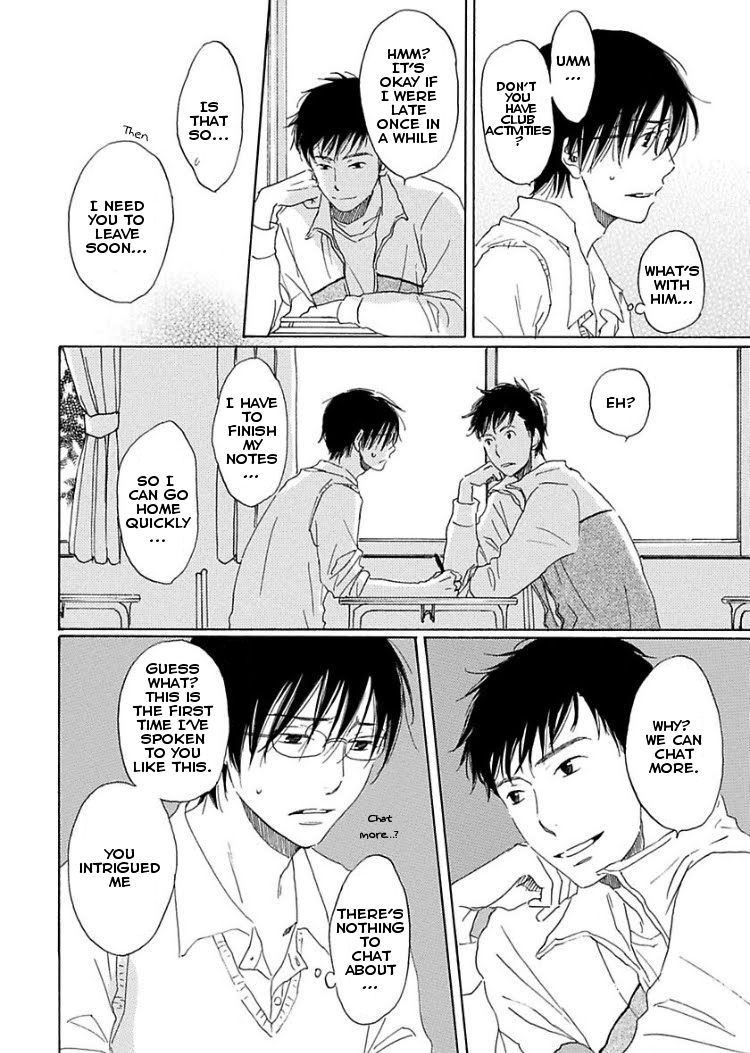 UMM
...
DON'T
YOU
HAVE
CLUB
ACTIVITIES
?
WHAT'S
WITH
HIM...
HMM?
IT'S
OKAY IF
I WERE
LATE
ONCE IN
A WHILE
IS
THAT
SO...
Then
I NEED
YOU TO
LEAVE
SOON...
EH?
I HAVE
TO
FINISH
MY
NOTES
...
SO I
CAN GO
HOME
QUICKLY
...
WHY?
WE CAN
CHAT
MORE.
Chat
more...?
THERE'S
NOTHING
TO
CHAT
ABOUT
...
GUESS
WHAT?
THIS IS
THE FIRST
TIME I'VE
SPOKEN
TO YOU
LIKE THIS.
YOU
INTRIGUED
ME